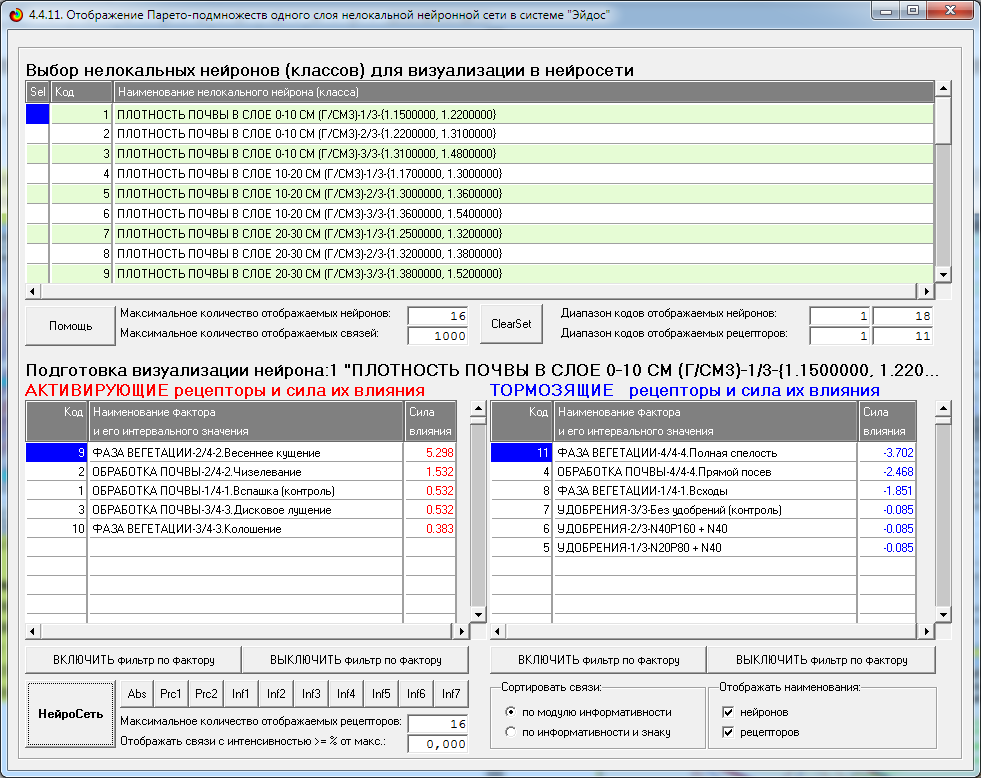 4.4.11. Отображение Парето-подмножеств одного слоя нелокальной нейронной сети в системе "Эйдос"
Выбор нелокальных нейронов (классов) для визуализации в нейросети
Sel Код Наименование нелокального нейрона (класса)
1 ПЛОТНОСТЬ ПОЧВЫ В СЛОЕ 0-10 СМ (Г/СМ3)-1/3-{1.1500000, 1.2200000}
2 ПЛОТНОСТЬ ПОЧВЫ В СЛОЕ 0-10 СМ (Г/СМ3)-2/3-{1.2200000, 1.3100000}
3 ПЛОТНОСТЬ ПОЧВЫ В СЛОЕ 0-10 СМ (Г/СМ3)-3/3-{1.3100000, 1.4800000}
4 ПЛОТНОСТЬ ПОЧВЫ В СЛОЕ 10-20 СМ (Г/СМ3)-1/3-{1.1700000, 1.3000000}
5 ПЛОТНОСТЬ ПОЧВЫ В СЛОЕ 10-20 СМ (Г/СМ3)-2/3-{1.3000000, 1.3600000}
6 ПЛОТНОСТЬ ПОЧВЫ В СЛОЕ 10-20 СМ (Г/СМ3)-3/3-{1.3600000, 1.5400000}
7 ПЛОТНОСТЬ ПОЧВЫ В СЛОЕ 20-30 СМ (Г/СМ3)-1/3-{1.2500000, 1.3200000}
8 ПЛОТНОСТЬ ПОЧВЫ В СЛОЕ 20-30 СМ (Г/СМ3)-2/3-{1.3200000, 1.3800000}
9 ПЛОТНОСТЬ ПОЧВЫ В СЛОЕ 20-30 СМ (Г/СМ3)-3/3-{1.3800000, 1.5200000}
Помощь
Максимальное количество отображаемых нейронов: 16
Максимальное количество отображаемых связей: 1000
ClearSet
Диапазон кодов отображаемых нейронов: 1 18
Диапазон кодов отображаемых рецепторов: 1 11
Подготовка визуализации нейрона:1 "ПЛОТНОСТЬ ПОЧВЫ В СЛОЕ 0-10 СМ (Г/СМ3)-1/3-{1.1500000, 1.220...
АКТИВИРУЮЩИЕ рецепторы и сила их влияния
Код Наименование фактора Сила
и его интервального значения влияния
9 ФАЗА ВЕГЕТАЦИИ-2/4-2.Весеннее кущение 5.298
2 ОБРАБОТКА ПОЧВЫ-2/4-2.Чизелевание 1.532
1 ОБРАБОТКА ПОЧВЫ-1/4-1.Вспашка (контроль) 0.532
3 ОБРАБОТКА ПОЧВЫ-3/4-3.Дисковое лущение 0.532
10 ФАЗА ВЕГЕТАЦИИ-3/4-3.Колошение 0.383
ТОРМОЗЯЩИЕ рецепторы и сила их влияния
Код Наименование фактора Сила
и его интервального значения влияния
11 ФАЗА ВЕГЕТАЦИИ-4/4-4.Полная спелость -3.702
4 ОБРАБОТКА ПОЧВЫ-4/4-4.Прямой посев -2.468
8 ФАЗА ВЕГЕТАЦИИ-1/4-1.Всходы -1.851
7 УДОБРЕНИЯ-3/3-Без удобрений (контроль) -0.085
6 УДОБРЕНИЯ-2/3-N40P160 + N40 -0.085
5 УДОБРЕНИЯ-1/3-N20P80 + N40 -0.085
ВКЛЮЧИТЬ фильтр по фактору ВЫКЛЮЧИТЬ фильтр по фактору
ВКЛЮЧИТЬ фильтр по фактору ВЫКЛЮЧИТЬ фильтр по фактору
НейроСеть
Abs Prc1 Prc2 Inf1 Inf2 Inf3 Inf4 Inf5 Inf6 Inf7
Максимальное количество отображаемых рецепторов: 16
Отображать связи с интенсивностью >= % от макс.: 0,000
Сортировать связи:
по модулю информативности
по информативности и знаку
Отображать наименования:
нейронов
рецепторов